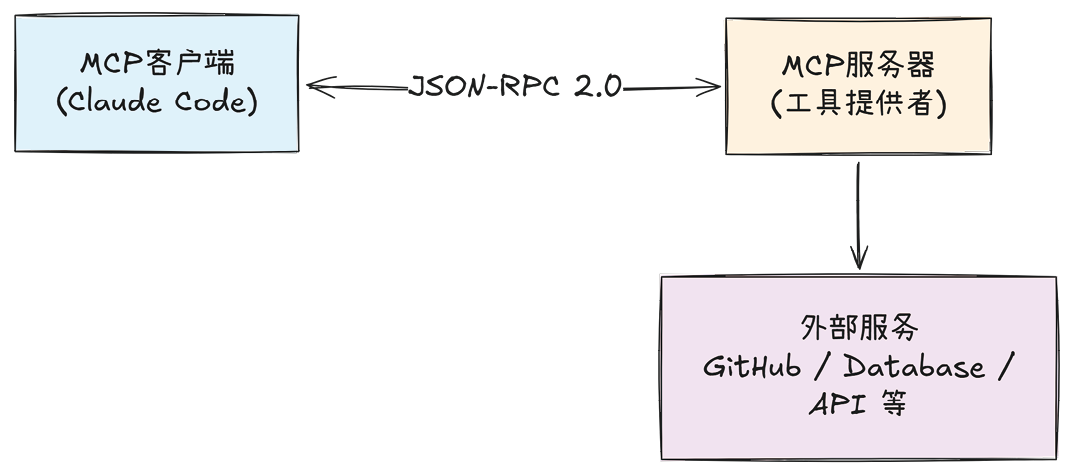 MCP客户端
(Claude Code)
JSON-RPC 2.0
MCP服务器
(工具提供者)
外部服务
GitHub / Database /
API 等